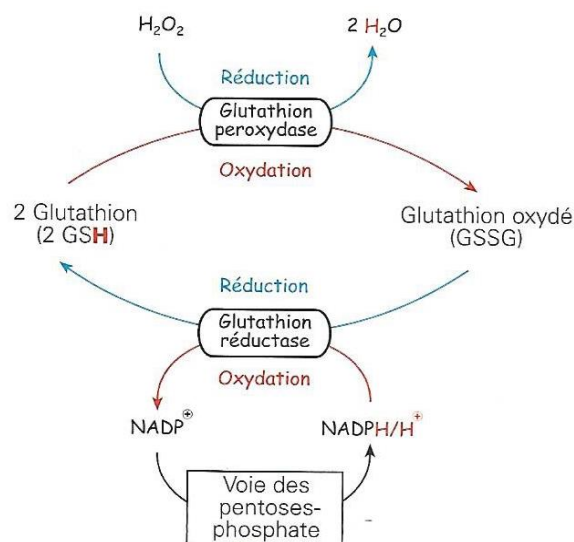 H₂O₂
2 H₂O
Réduction
Glutathion
peroxydase
Oxydation
2 Glutathion
(2 GSH)
Glutathion oxydé
(GSSG)
Réduction
Glutathion
réductase
Oxydation
NADP⊕
NADPH/H⁺
Voie des
pentoses-
phosphate